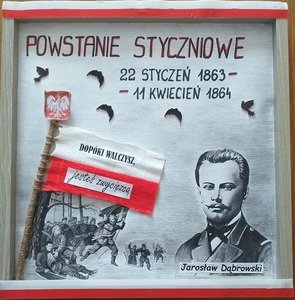 POWSTANIE STYCZNIOWE
22 STYCZEŃ 1863 -
- 11 KWIECIEŃ 1864
DOPÓKI WALCZYSZ,
jesteś zwycięzcą
Jarosław Dąbrowski